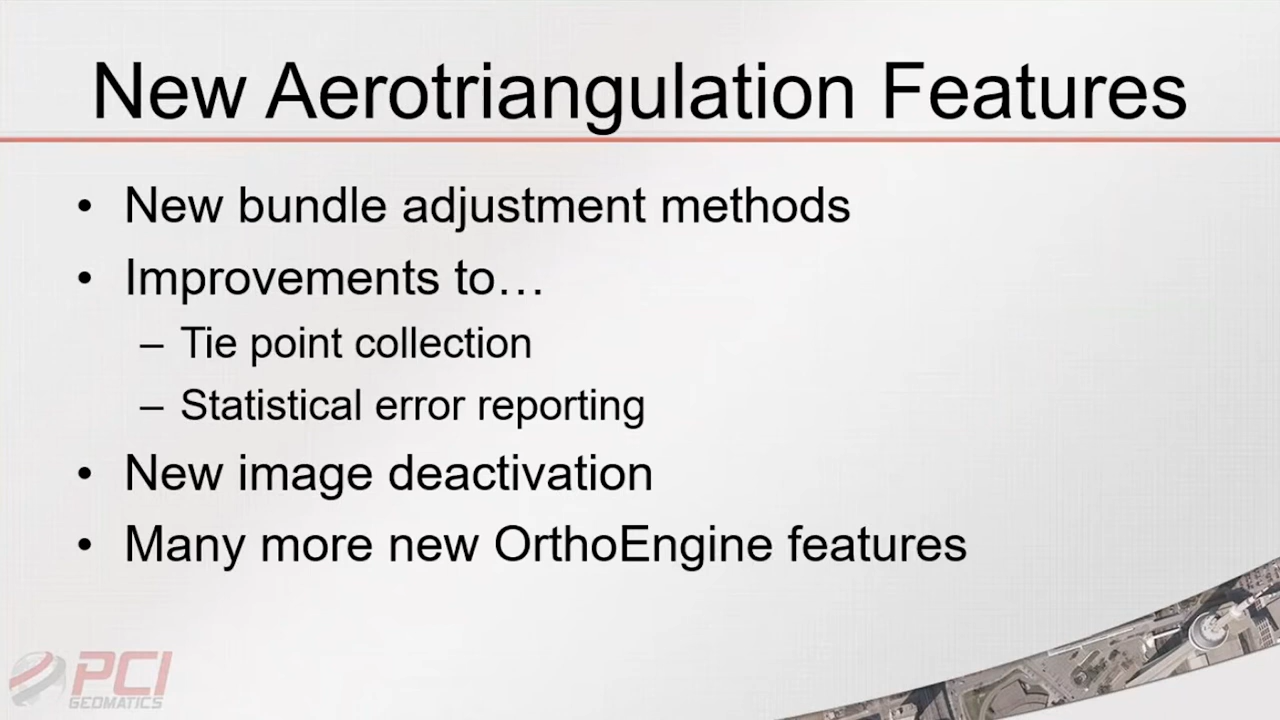 New Aerotriangulation Features
• New bundle adjustment methods
• Improvements to…
– Tie point collection
– Statistical error reporting
• New image deactivation
• Many more new OrthoEngine features
PCI
GEOMATICS